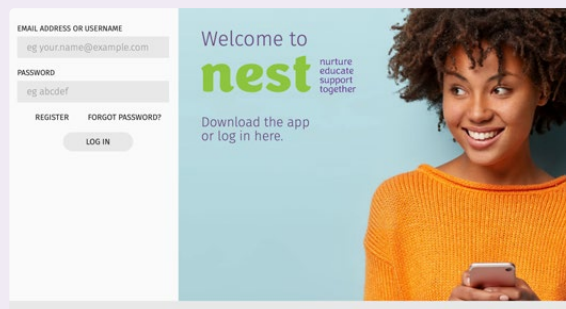 EMAIL ADDRESS OR USERNAME
eg your.name@example.com
PASSWORD
eg abcdef
REGISTER FORGOT PASSWORD?
LOG IN
Welcome to
nest
nurture
educate
support
together
Download the app
or log in here.